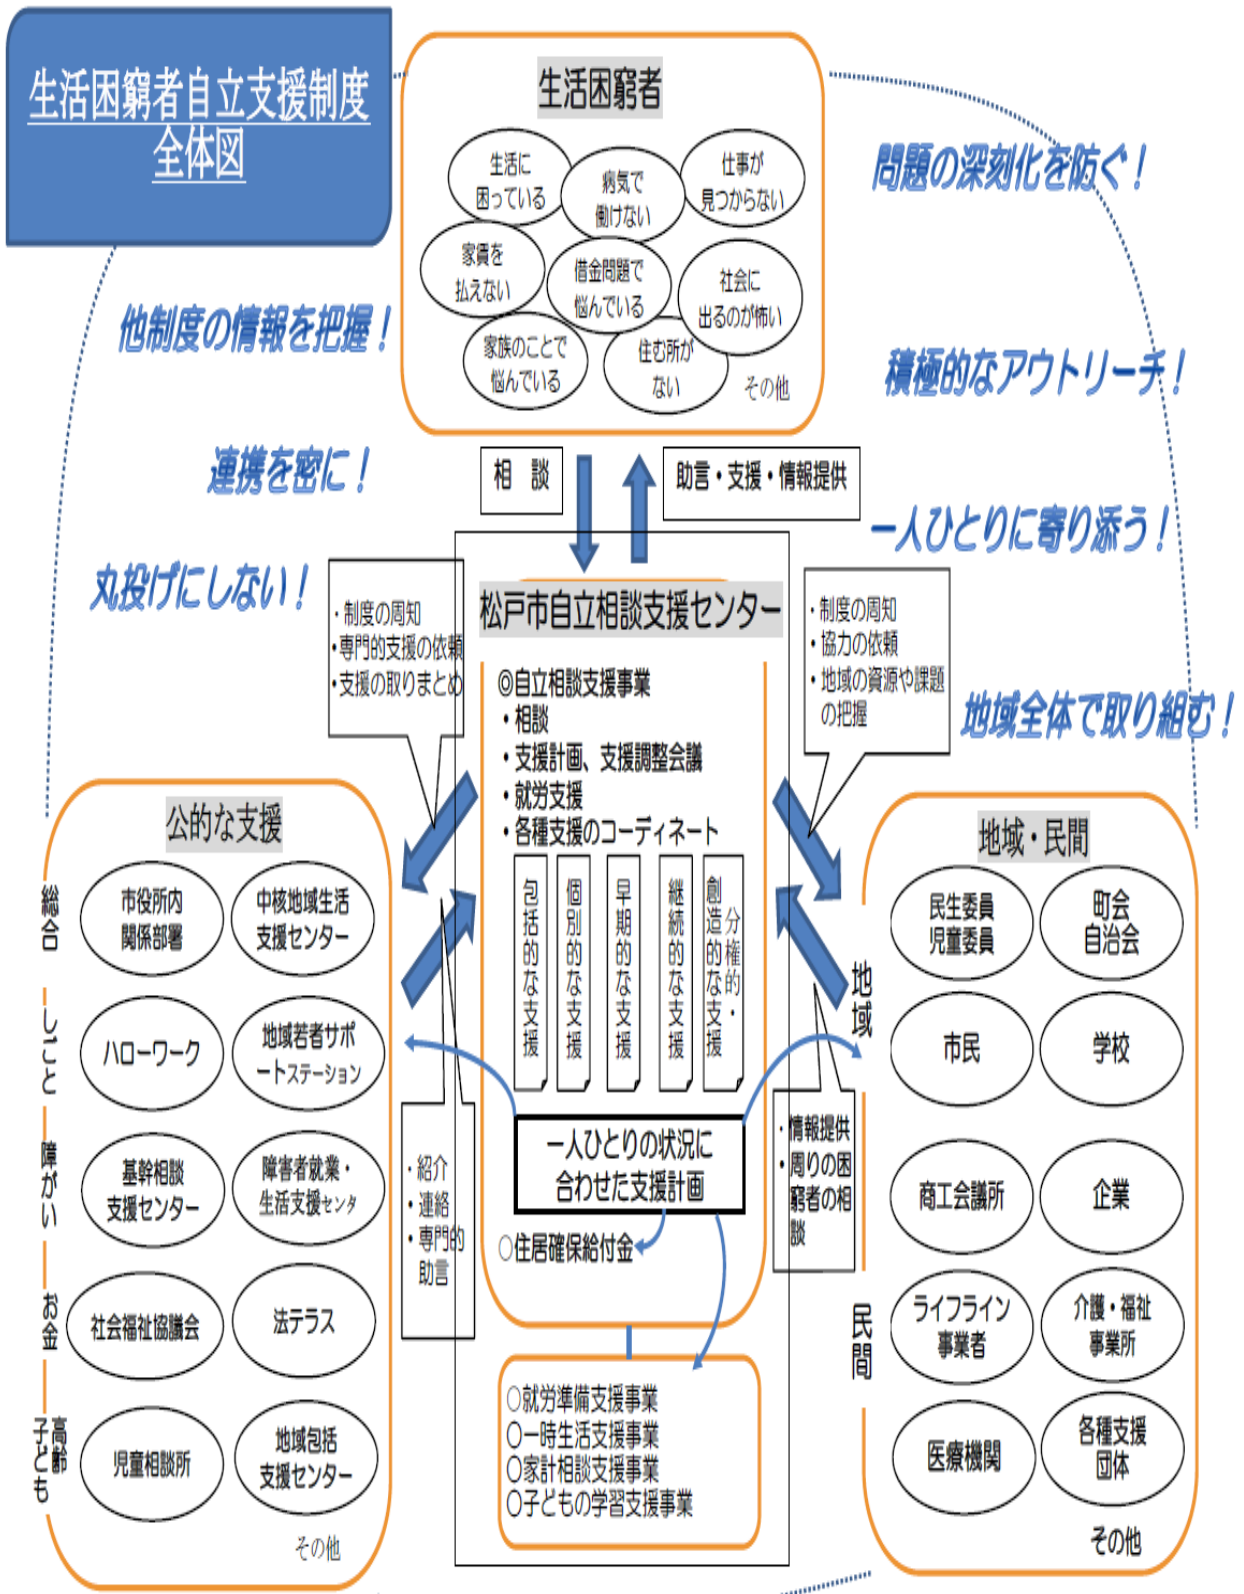 生活困窮者自立支援制度
全体図
生活困窮者
生活に
困っている
病気で
働けない
仕事が
見つからない
家賃を
払えない
借金問題で
悩んでいる
社会に
出るのが怖い
家族のことで
悩んでいる
住む所が
ない
その他
問題の深刻化を防ぐ！
他制度の情報を把握！
積極的なアウトリーチ！
連携を密に！
一人ひとりに寄り添う！
丸投げにしない！
地域全体で取り組む！
相　談
助言・支援・情報提供
・制度の周知
・専門的支援の依頼
・支援の取りまとめ
松戸市自立相談支援センター
・制度の周知
・協力の依頼
・地域の資源や課題
の把握
◎自立相談支援事業
・相談
・支援計画、支援調整会議
・就労支援
・各種支援のコーディネート
包括的な支援
個別的な支援
早期的な支援
継続的な支援
分権的・
創造的な支援
一人ひとりの状況に
合わせた支援計画
○住居確保給付金
○就労準備支援事業
○一時生活支援事業
○家計相談支援事業
○子どもの学習支援事業
公的な支援
総合
市役所内
関係部署
中核地域生活
支援センター
しごと
ハローワーク
地域若者サポ
ートステーション
障がい
基幹相談
支援センター
障害者就業・
生活支援センタ
お金
社会福祉協議会
法テラス
高齢
子ども
児童相談所
地域包括
支援センター
その他
・紹介
・連絡
・専門的
助言
・情報提供
・周りの困
窮者の相
談
地域・民間
地域
民生委員
児童委員
町会
自治会
市民
学校
商工会議所
企業
民間
ライフライン
事業者
介護・福祉
事業所
医療機関
各種支援
団体
その他